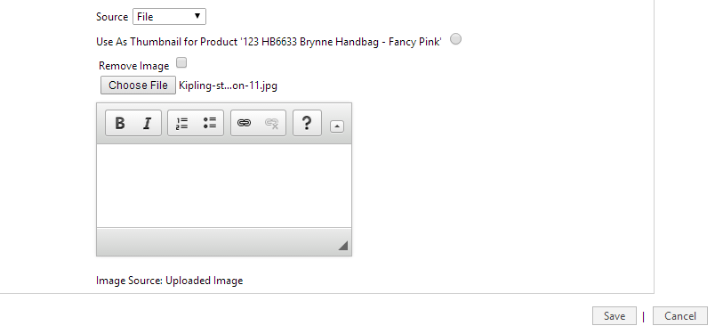 Source File
Use As Thumbnail for Product '123 HB6633 Brynne Handbag - Fancy Pink'
Remove Image
Choose File Kipling-st...on-11.jpg
B I ?
Image Source: Uploaded Image
Save | Cancel